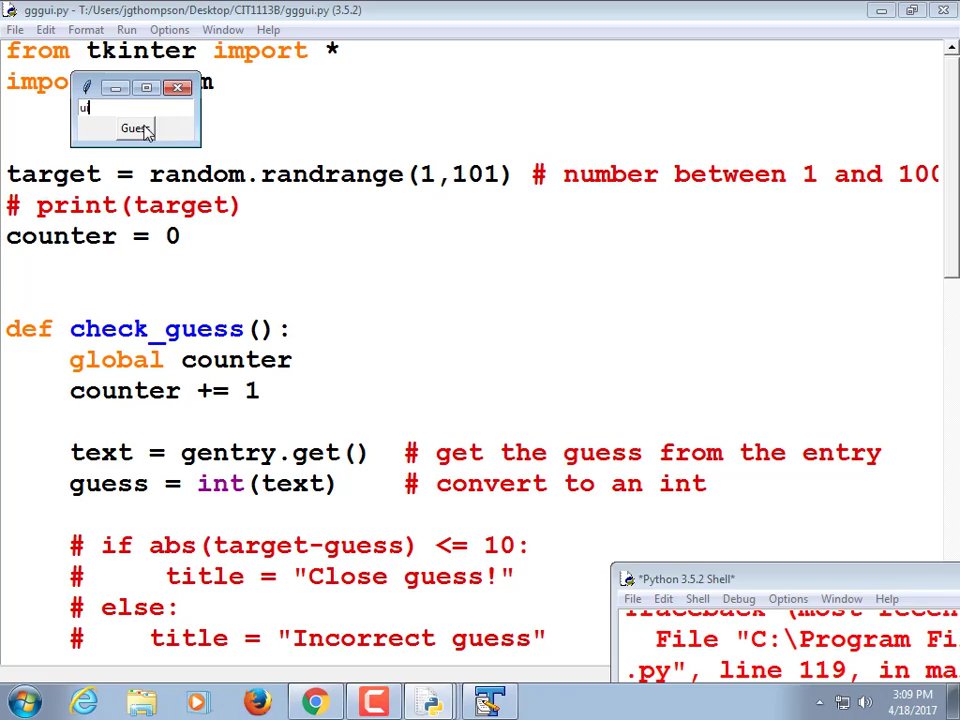 gggui.py - T:/Users/jgthompson/Desktop/CIT1113B/gggui.py (3.5.2)
File Edit Format Run Options Window Help
from tkinter import *
impo m
ui
Guess
target = random.randrange(1,101) # number between 1 and 100
# print(target)
counter = 0
def check_guess():
global counter
counter += 1
text = gentry.get() # get the guess from the entry
guess = int(text) # convert to an int
# if abs(target-guess) <= 10:
# title = "Close guess!"
# else:
# title = "Incorrect guess"
*Python 3.5.2 Shell*
File Edit Shell Debug Options Window Help
Traceback (most recen
File "C:\Program Fi
.py", line 119, in ma
3:09 PM
4/18/2017